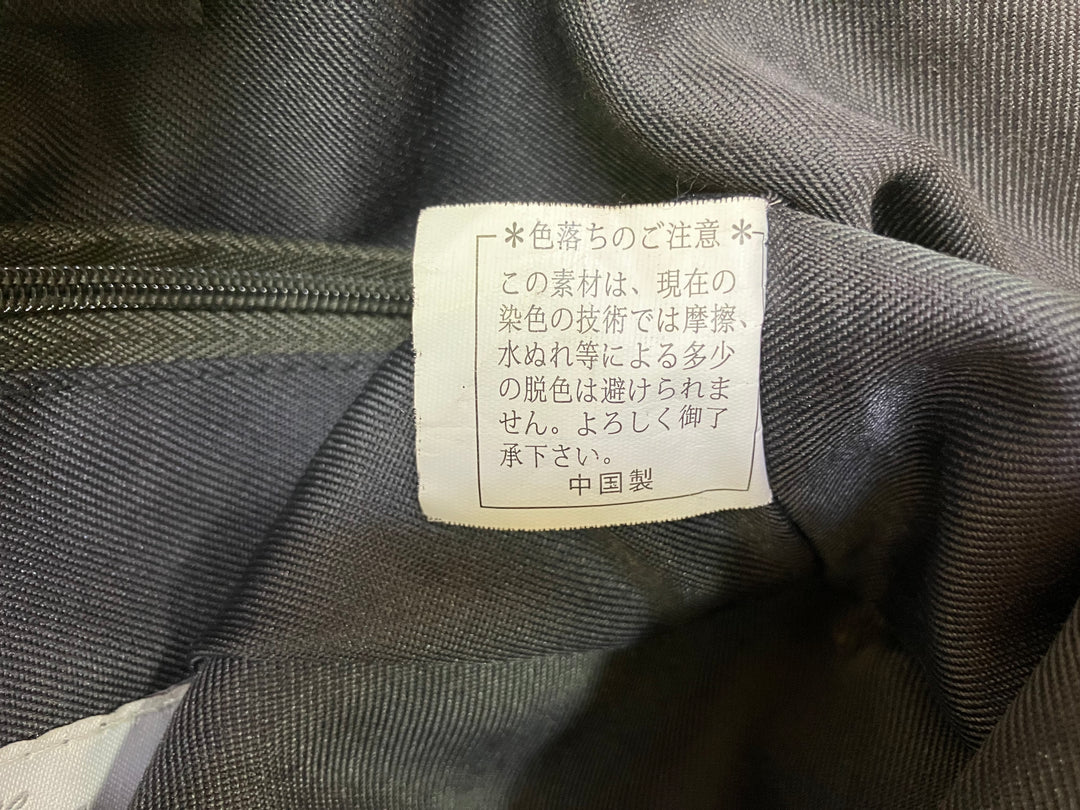 ＊色落ちのご注意＊
この素材は、現在の
染色の技術では摩擦、
水ぬれ等による多少
の脱色は避けられま
せん。よろしく御了
承下さい。
中国製